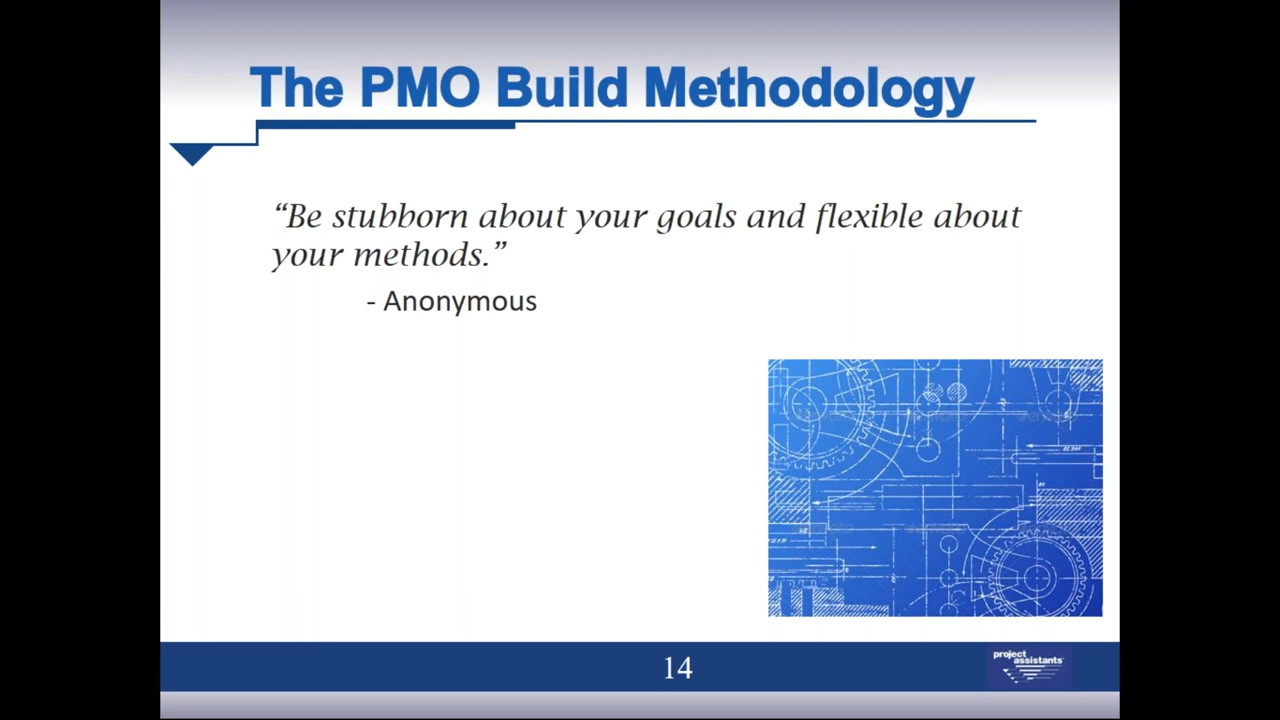 The PMO Build Methodology
“Be stubborn about your goals and flexible about
your methods.”
- Anonymous
14
project
assistants